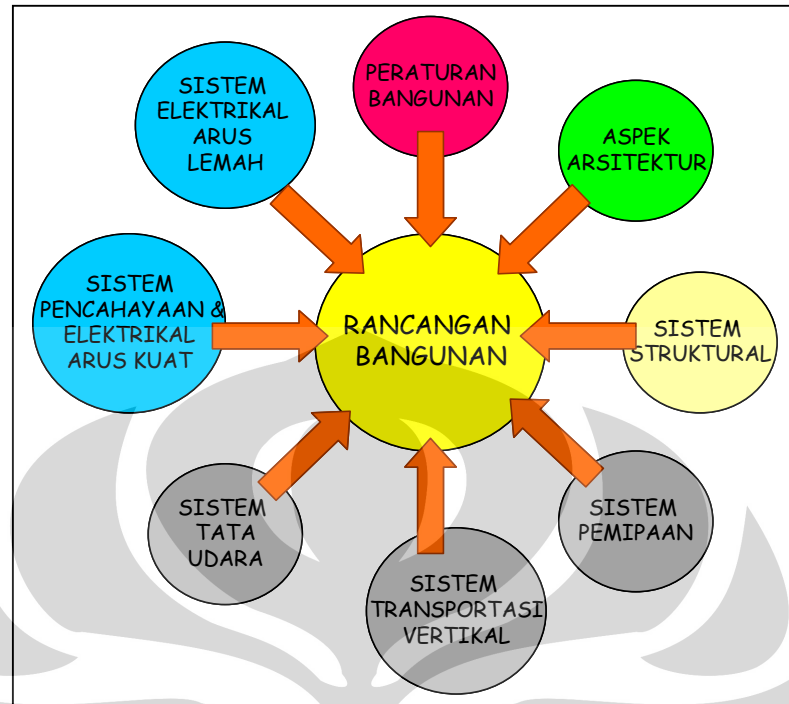 SISTEM
ELEKTRIKAL
ARUS
LEMAH
PERATURAN
BANGUNAN
ASPEK
ARSITEKTUR
SISTEM
PENCAHAYAAN &
ELEKTRIKAL
ARUS KUAT
RANCANGAN
BANGUNAN
SISTEM
STRUKTURAL
SISTEM
TATA
UDARA
SISTEM
TRANSPORTASI
VERTIKAL
SISTEM
PEMIPAAN